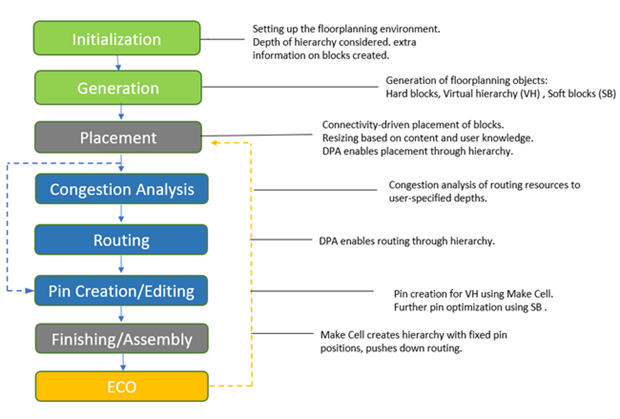 Initialization
Setting up the floorplanning environment.
Depth of hierarchy considered. extra
information on blocks created.
Generation
Generation of floorplanning objects:
Hard blocks, Virtual hierarchy (VH) , Soft blocks (SB)
Placement
Connectivity-driven placement of blocks.
Resizing based on content and user knowledge.
DPA enables placement through hierarchy.
Congestion Analysis
Congestion analysis of routing resources to
user-specified depths.
Routing
DPA enables routing through hierarchy.
Pin Creation/Editing
Pin creation for VH using Make Cell.
Further pin optimization using SB .
Finishing/Assembly
Make Cell creates hierarchy with fixed pin
positions, pushes down routing.
ECO